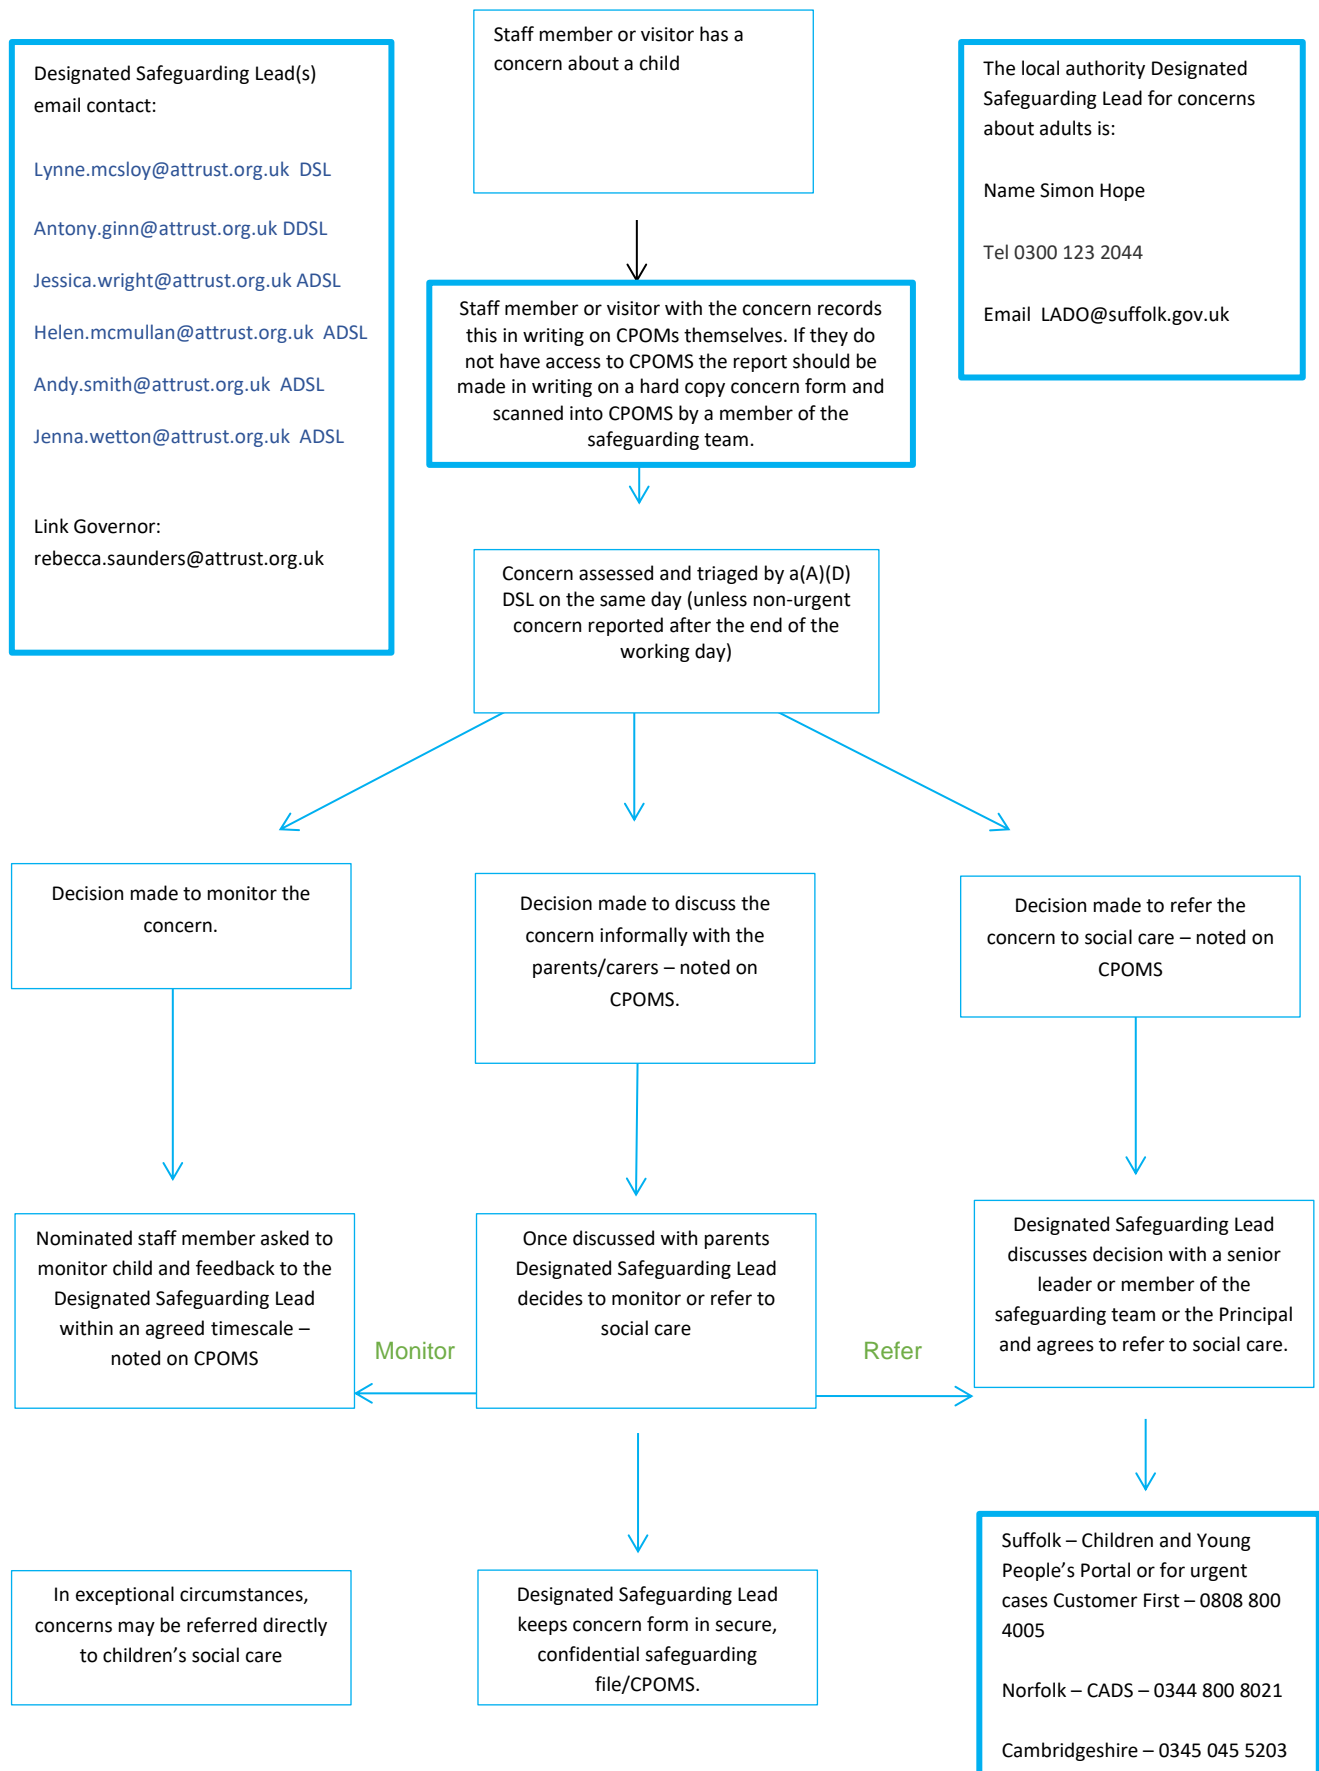 Designated Safeguarding Lead(s)
email contact:
Lynne.mcsloy@attrust.org.uk  DSL
Antony.ginn@attrust.org.uk DDSL
Jessica.wright@attrust.org.uk ADSL
Helen.mcmullan@attrust.org.uk  ADSL
Andy.smith@attrust.org.uk  ADSL
Jenna.wetton@attrust.org.uk  ADSL
Link Governor:
rebecca.saunders@attrust.org.uk
Staff member or visitor has a
concern about a child
The local authority Designated
Safeguarding Lead for concerns
about adults is:
Name Simon Hope
Tel 0300 123 2044
Email  LADO@suffolk.gov.uk
Staff member or visitor with the concern records
this in writing on CPOMs themselves. If they do
not have access to CPOMS the report should be
made in writing on a hard copy concern form and
scanned into CPOMS by a member of the
safeguarding team.
Concern assessed and triaged by a(A)(D)
DSL on the same day (unless non-urgent
concern reported after the end of the
working day)
Decision made to monitor the
concern.
Decision made to discuss the
concern informally with the
parents/carers – noted on
CPOMS.
Decision made to refer the
concern to social care – noted on
CPOMS
Nominated staff member asked to
monitor child and feedback to the
Designated Safeguarding Lead
within an agreed timescale –
noted on CPOMS
Monitor
Once discussed with parents
Designated Safeguarding Lead
decides to monitor or refer to
social care
Refer
Designated Safeguarding Lead
discusses decision with a senior
leader or member of the
safeguarding team or the Principal
and agrees to refer to social care.
In exceptional circumstances,
concerns may be referred directly
to children’s social care
Designated Safeguarding Lead
keeps concern form in secure,
confidential safeguarding
file/CPOMS.
Suffolk – Children and Young
People’s Portal or for urgent
cases Customer First – 0808 800
4005
Norfolk – CADS – 0344 800 8021
Cambridgeshire – 0345 045 5203